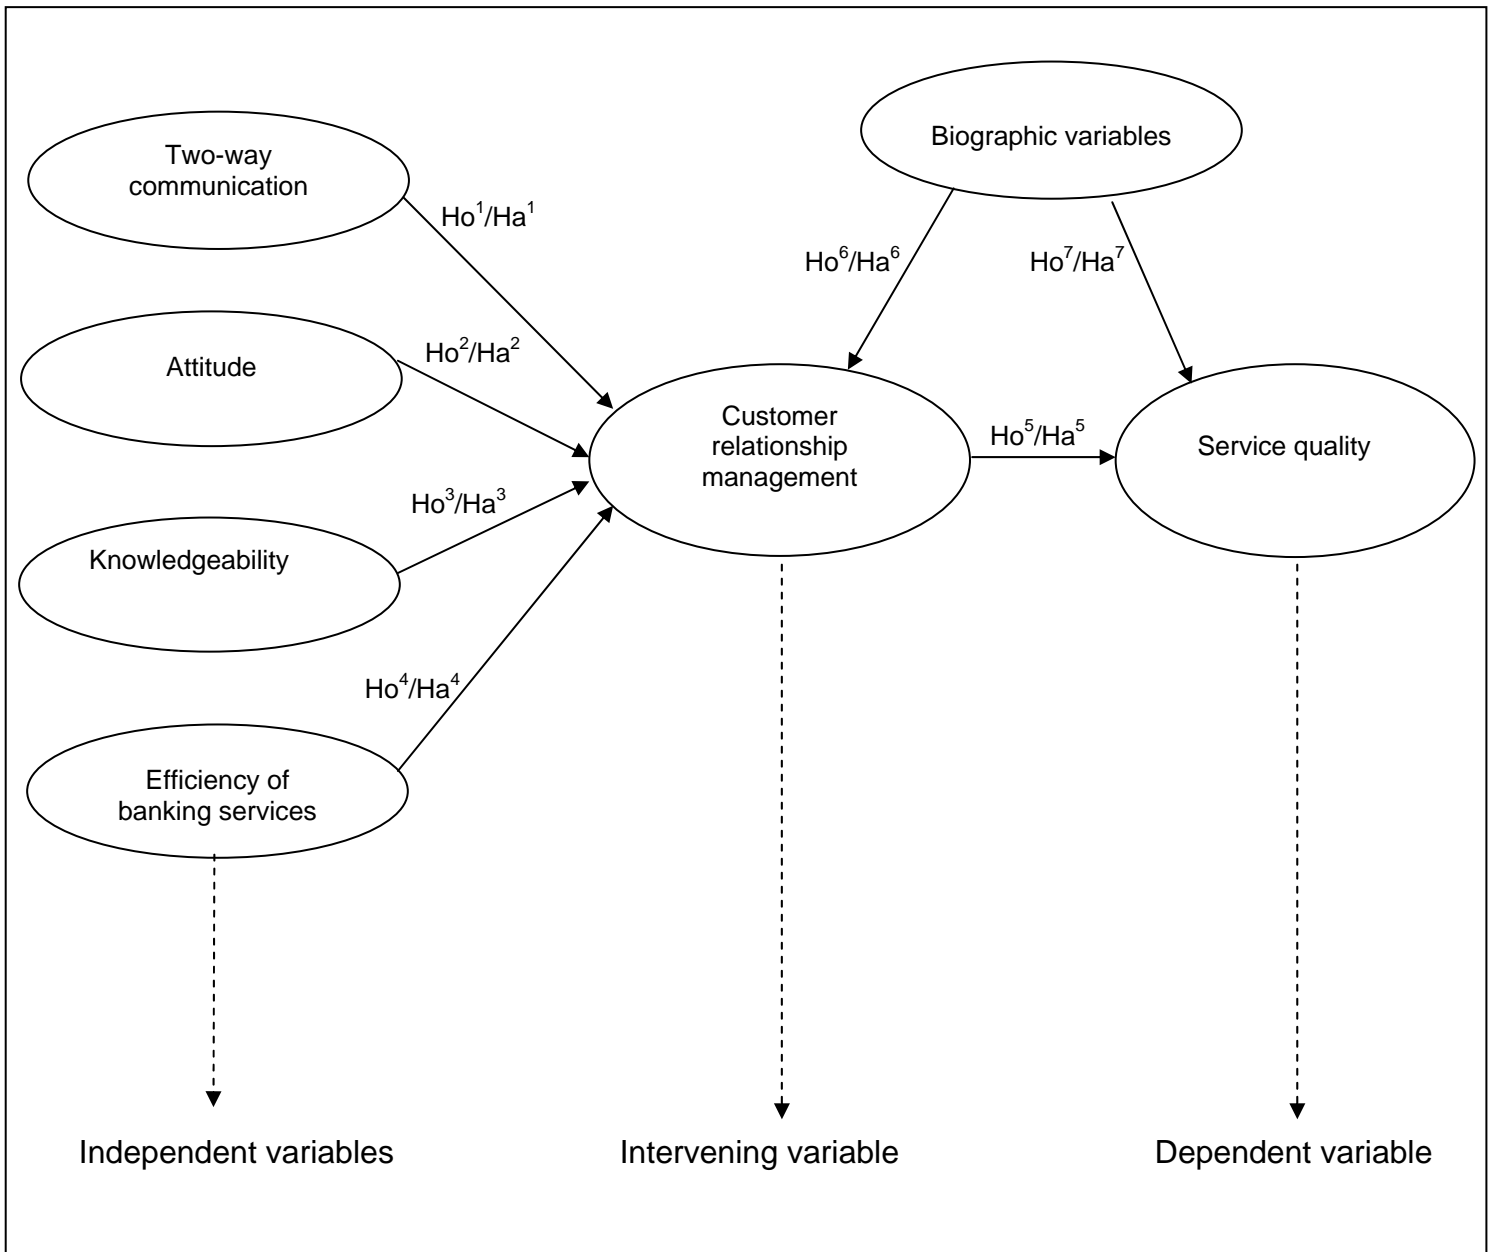 Biographic variables
Two-way
communication
Ho¹/Ha¹
Ho⁶/Ha⁶
Ho⁷/Ha⁷
Attitude
Ho²/Ha²
Customer
relationship
management
Ho⁵/Ha⁵
Service quality
Ho³/Ha³
Knowledgeability
Ho⁴/Ha⁴
Efficiency of
banking services
Independent variables
Intervening variable
Dependent variable